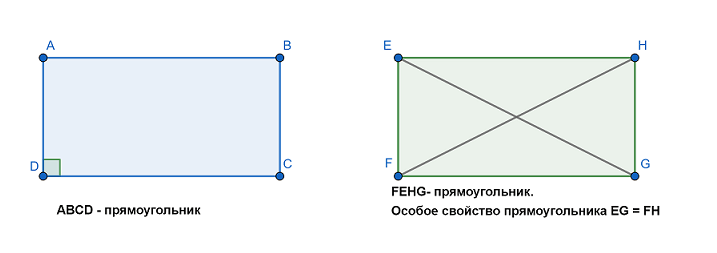 A
B
D
C
ABCD - прямоугольник
E
H
F
G
FEHG- прямоугольник.
Особое свойство прямоугольника EG = FH